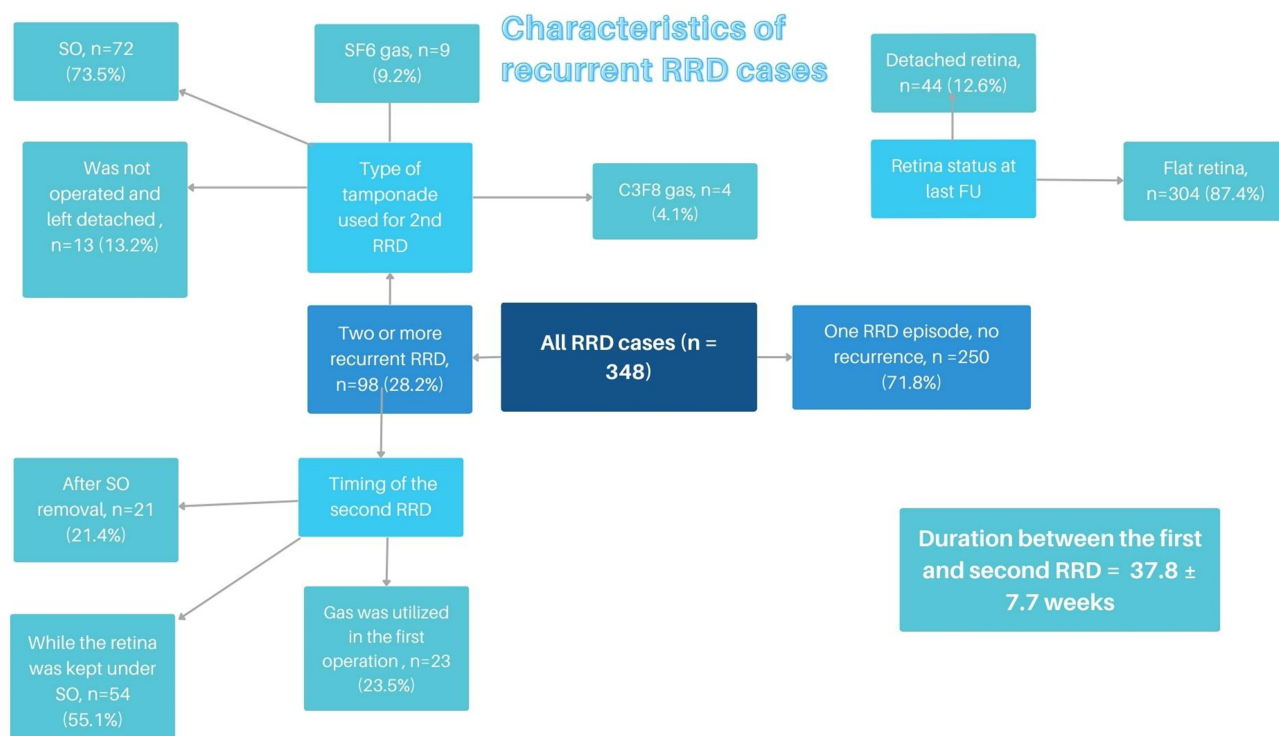 Characteristics of
recurrent RRD cases
SO, n=72
(73.5%)
SF6 gas, n=9
(9.2%)
Detached retina,
n=44 (12.6%)
Was not
operated and
left detached ,
n=13 (13.2%)
Type of
tamponade
used for 2nd
RRD
C3F8 gas, n=4
(4.1%)
Retina status at
last FU
Flat retina,
n=304 (87.4%)
Two or more
recurrent RRD,
n=98 (28.2%)
All RRD cases (n =
348)
One RRD episode, no
recurrence, n =250
(71.8%)
After SO
removal, n=21
(21.4%)
Timing of the
second RRD
While the retina
was kept under
SO, n=54
(55.1%)
Gas was utilized
in the first
operation , n=23
(23.5%)
Duration between the first
and second RRD = 37.8 ±
7.7 weeks